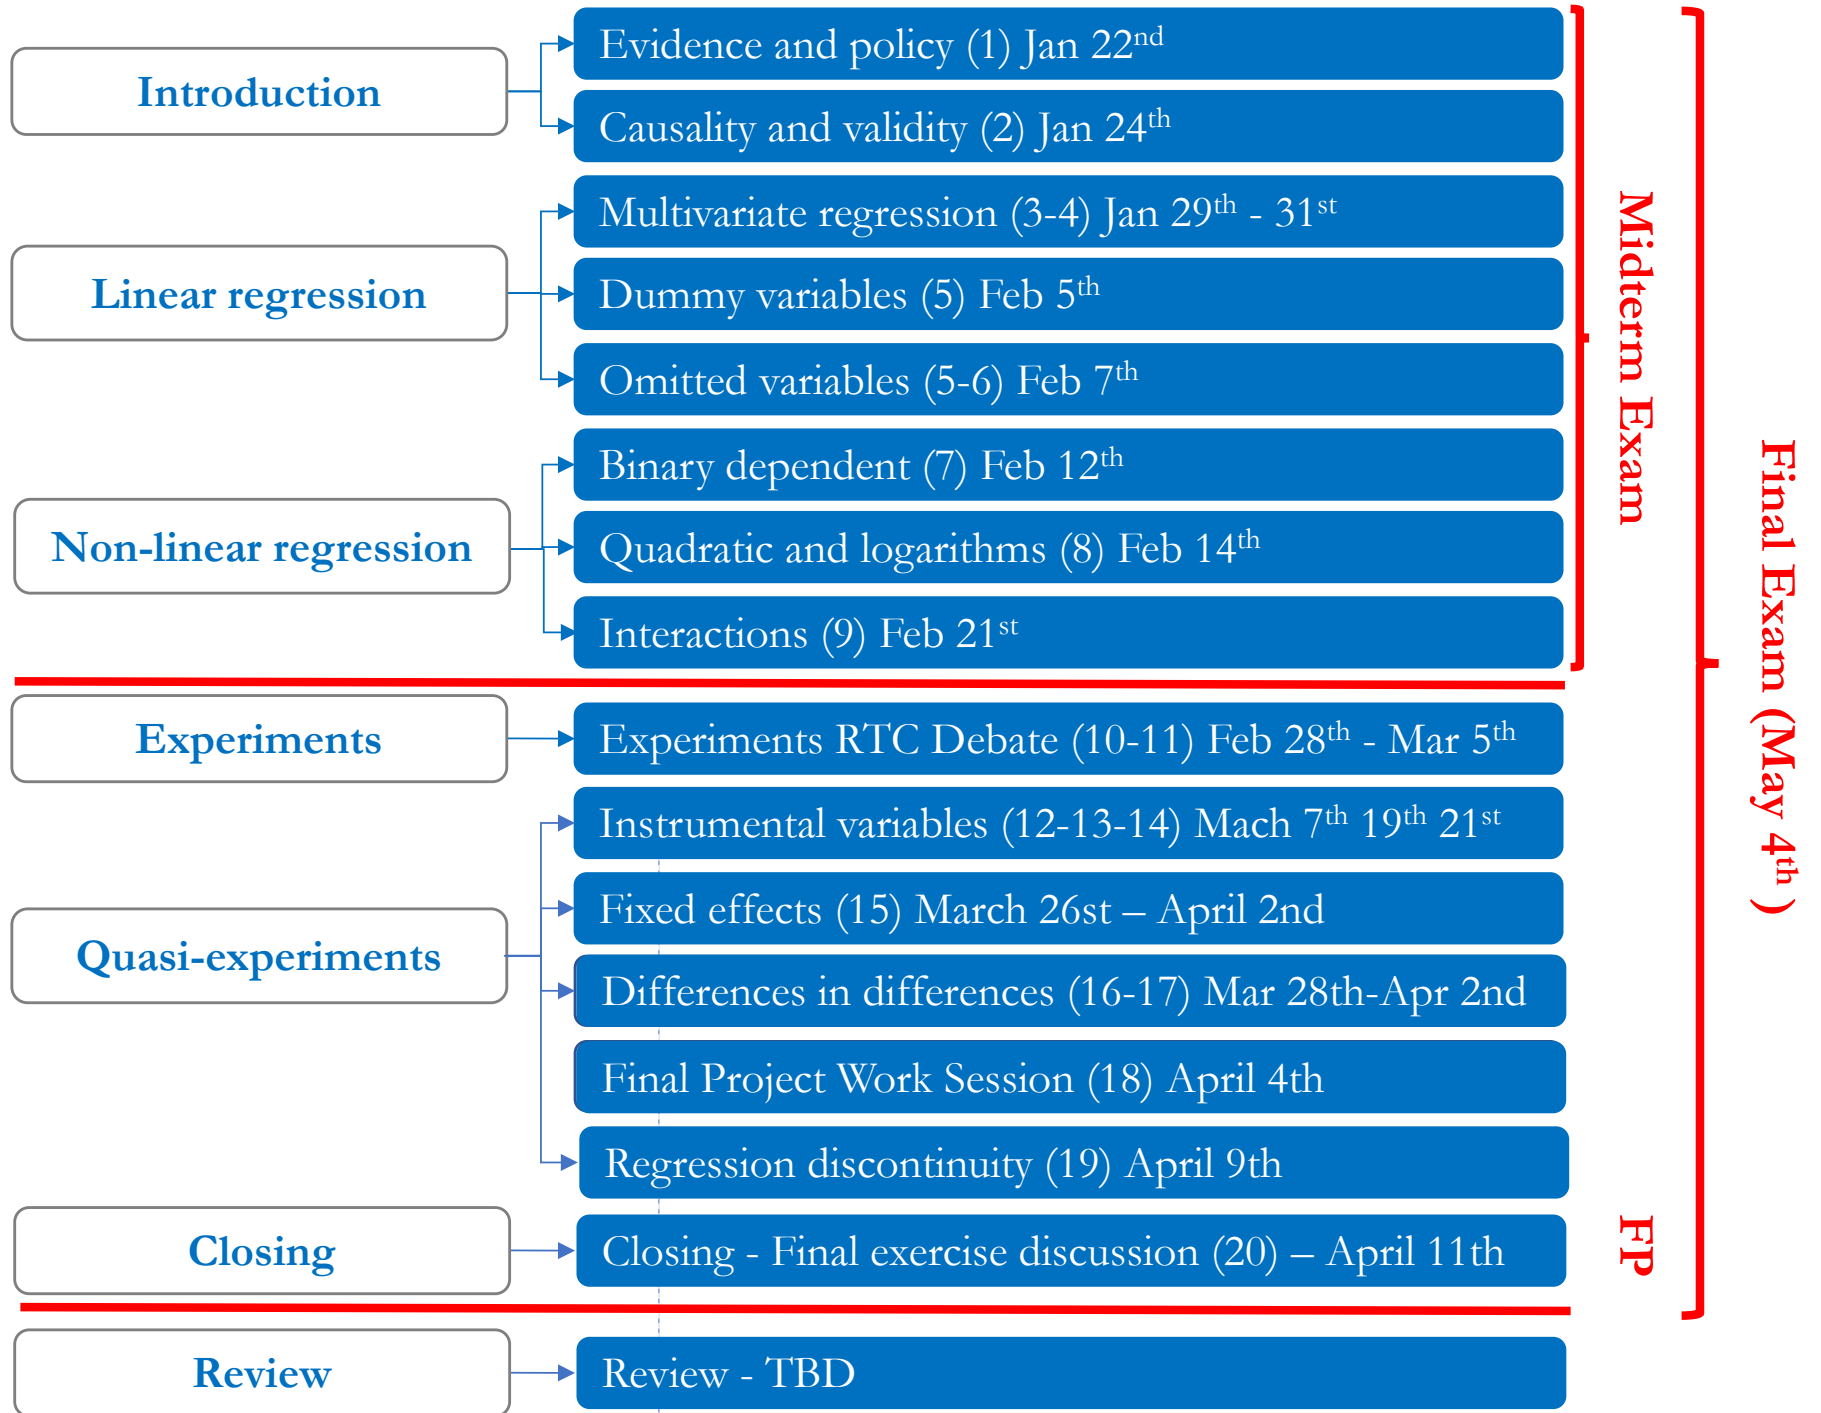 Introduction
Evidence and policy (1) Jan 22nd
Causality and validity (2) Jan 24th
Linear regression
Multivariate regression (3-4) Jan 29th - 31st
Dummy variables (5) Feb 5th
Omitted variables (5-6) Feb 7th
Non-linear regression
Binary dependent (7) Feb 12th
Quadratic and logarithms (8) Feb 14th
Interactions (9) Feb 21st
Midterm Exam
Experiments
Experiments RTC Debate (10-11) Feb 28th - Mar 5th
Quasi-experiments
Instrumental variables (12-13-14) Mach 7th 19th 21st
Fixed effects (15) March 26st – April 2nd
Differences in differences (16-17) Mar 28th-Apr 2nd
Final Project Work Session (18) April 4th
Regression discontinuity (19) April 9th
Closing
Closing - Final exercise discussion (20) – April 11th
FP
Final Exam (May 4th )
Review
Review - TBD